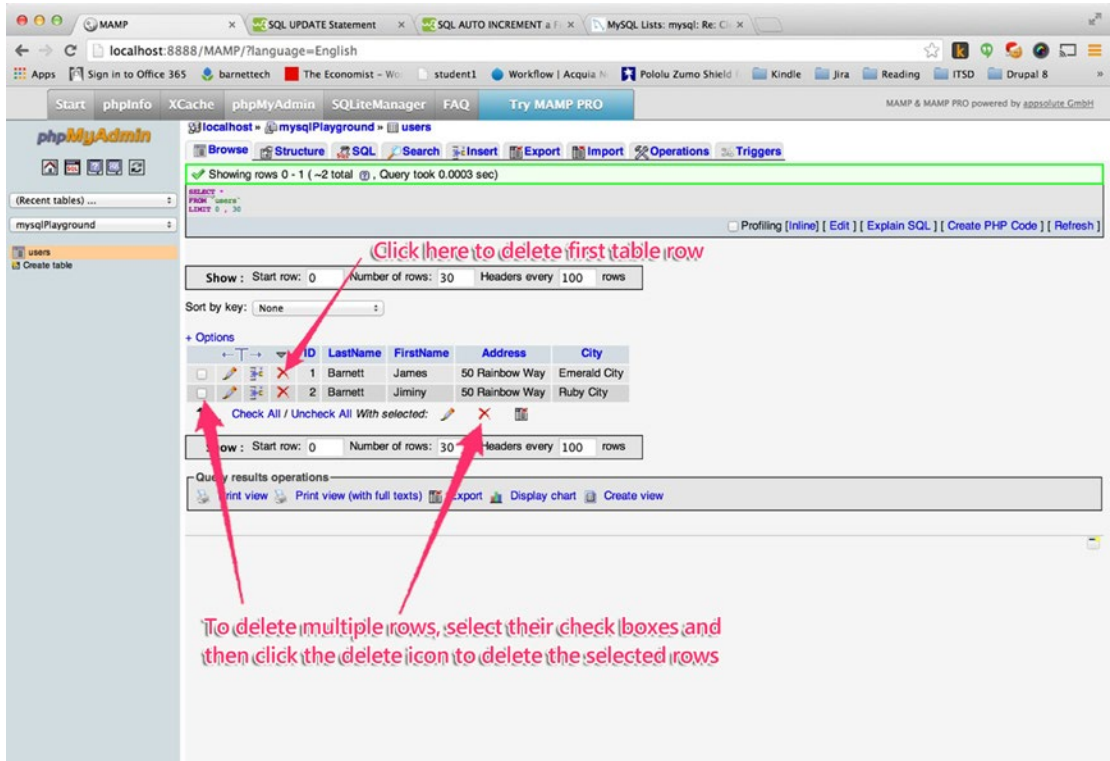 MAMP
SQL UPDATE Statement
SQL AUTO INCREMENT a Fi
MySQL Lists: mysql: Re: Cli
localhost:8888/MAMP/?language=English
Apps Sign in to Office 365 barnettech The Economist - Wo student1 Workflow | Acquia N Pololu Zumo Shield f Kindle Jira Reading ITSD Drupal 8 »
Start phpInfo XCache phpMyAdmin SQLiteManager FAQ Try MAMP PRO
MAMP & MAMP PRO powered by appsolute GmbH
phpMyAdmin
(Recent tables) ...
mysqlPlayground
users
Create table
localhost » mysqlPlayground » users
Browse Structure SQL Search Insert Export Import Operations Triggers
Showing rows 0 - 1 ( ~2 total , Query took 0.0003 sec)
SELECT *
FROM `users`
LIMIT 0 , 30
Profiling [Inline] [ Edit ] [ Explain SQL ] [ Create PHP Code ] [ Refresh ]
Click here to delete first table row
Show : Start row: 0 Number of rows: 30 Headers every 100 rows
Sort by key: None
+ Options
←T→ ID LastName FirstName Address City
1 Barnett James 50 Rainbow Way Emerald City
2 Barnett Jiminy 50 Rainbow Way Ruby City
Check All / Uncheck All With selected:
Show : Start row: 0 Number of rows: 30 Headers every 100 rows
Query results operations
Print view Print view (with full texts) Export Display chart Create view
To delete multiple rows, select their check boxes and
then click the delete icon to delete the selected rows